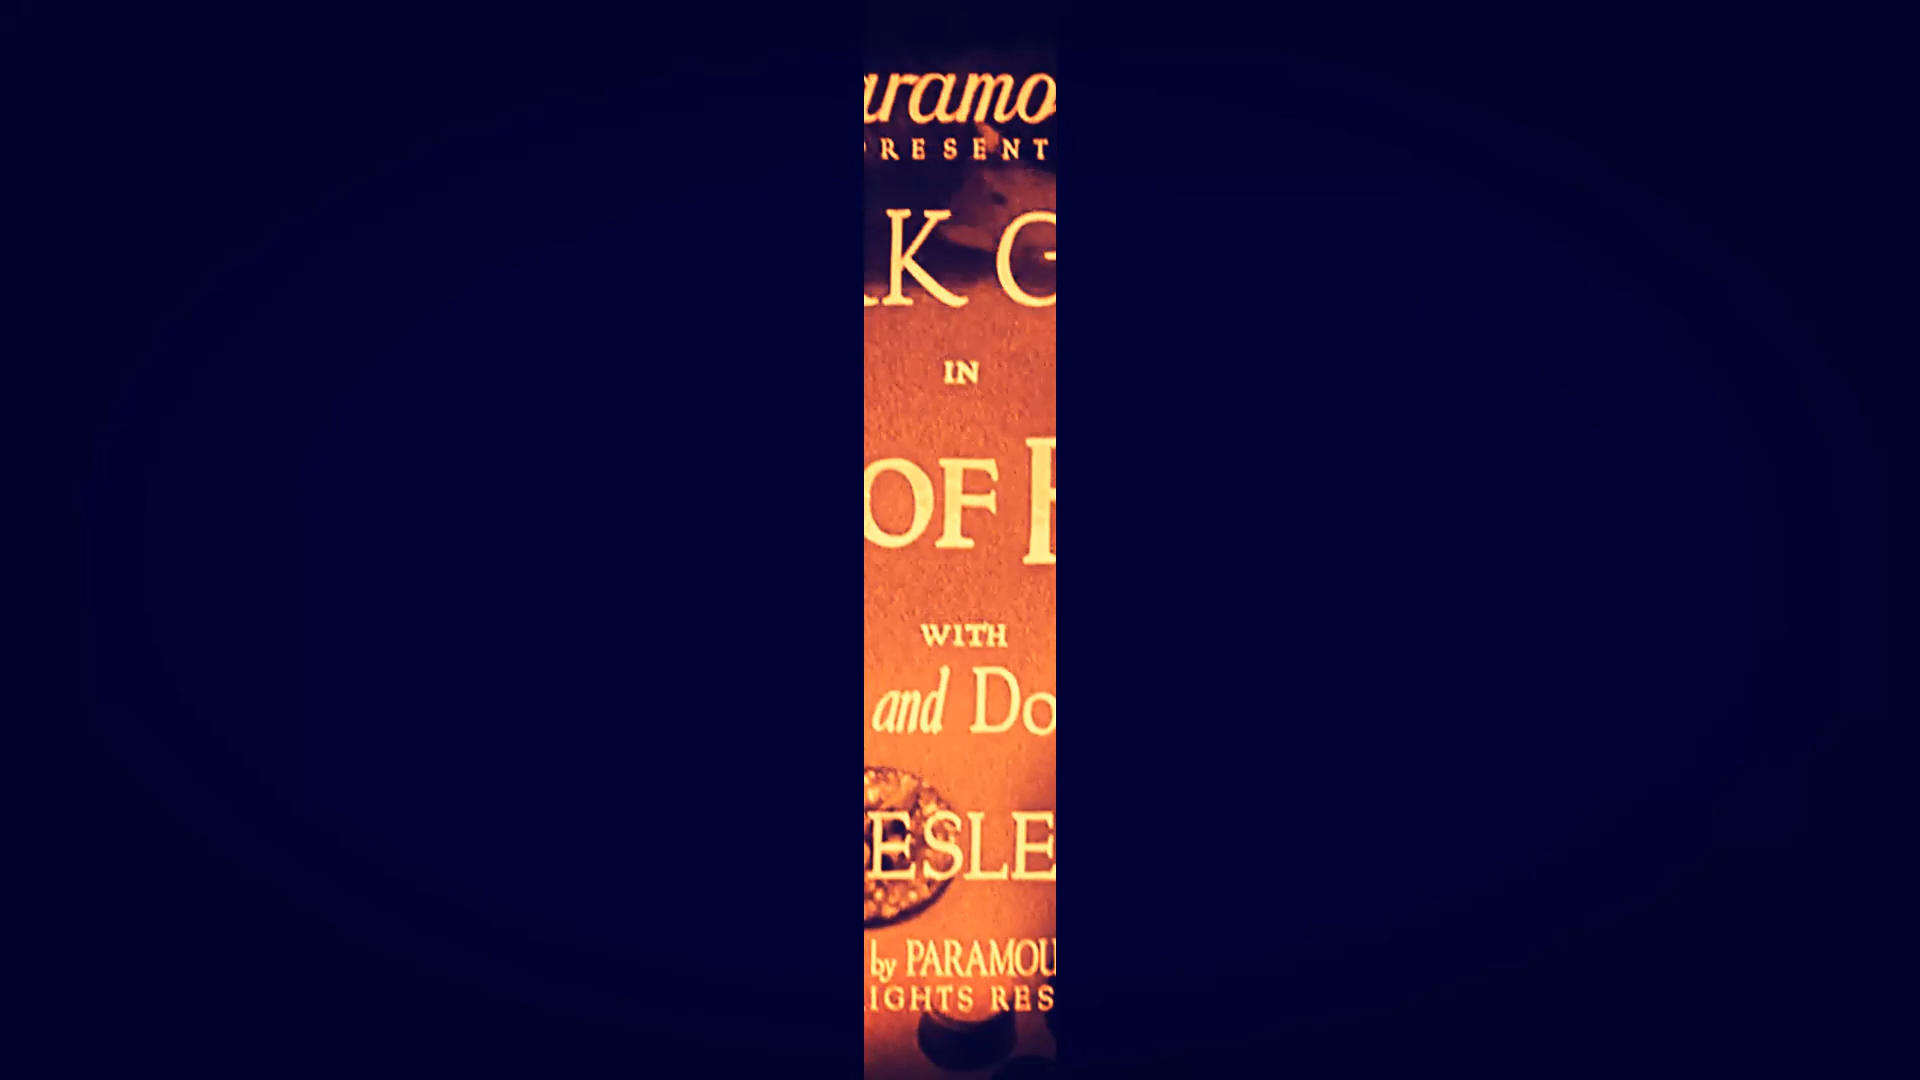 aramo
RESENT
K G
IN
OF
WITH
and Do
ESLE
by PARAMOU
IGHTS RES